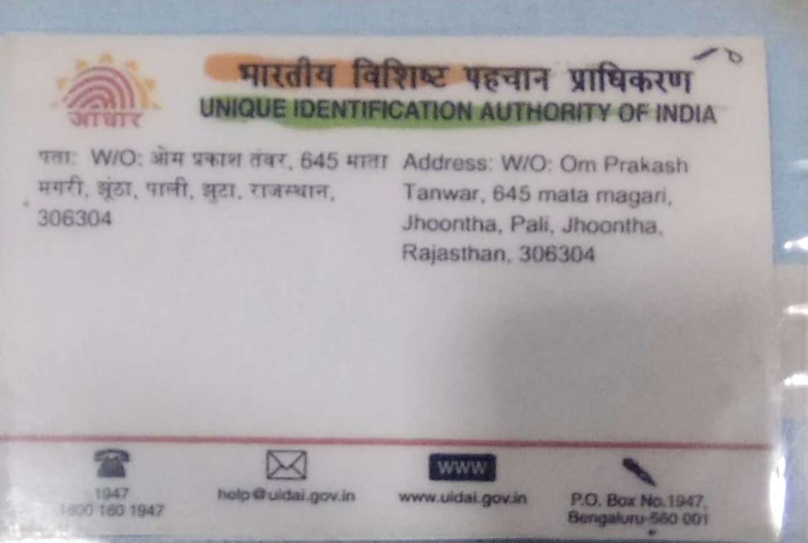 आधार
भारतीय विशिष्ट पहचान प्राधिकरण
UNIQUE IDENTIFICATION AUTHORITY OF INDIA
पता: W/O: ओम प्रकाश तंवर, 645 माता
मगरी, झूंठा, पाली, झुटा, राजस्थान,
306304
Address: W/O: Om Prakash
Tanwar, 645 mata magari,
Jhoontha, Pali, Jhoontha,
Rajasthan, 306304
1947
1800 180 1947
help@uidai.gov.in
WWW
www.uidai.gov.in
P.O. Box No.1947,
Bengaluru-560 001